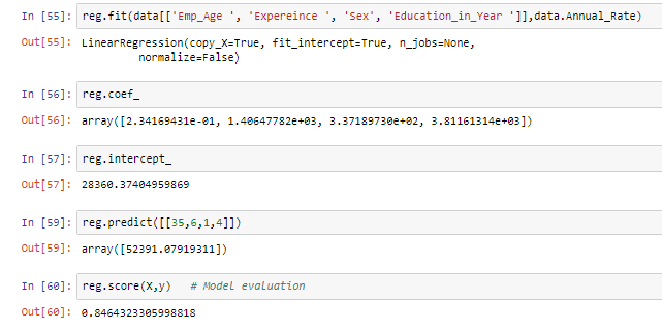 In [55]: reg.fit(data[['Emp_Age ', 'Expereince ', 'Sex', 'Education_in_Year ']],data.Annual_Rate)
Out[55]: LinearRegression(copy_X=True, fit_intercept=True, n_jobs=None,
normalize=False)
In [56]: reg.coef_
Out[56]: array([2.34169431e-01, 1.40647782e+03, 3.37189730e+02, 3.81161314e+03])
In [57]: reg.intercept_
Out[57]: 28360.37404959869
In [59]: reg.predict([[35,6,1,4]])
Out[59]: array([52391.07919311])
In [60]: reg.score(X,y) # Model evaluation
Out[60]: 0.8464323305998818